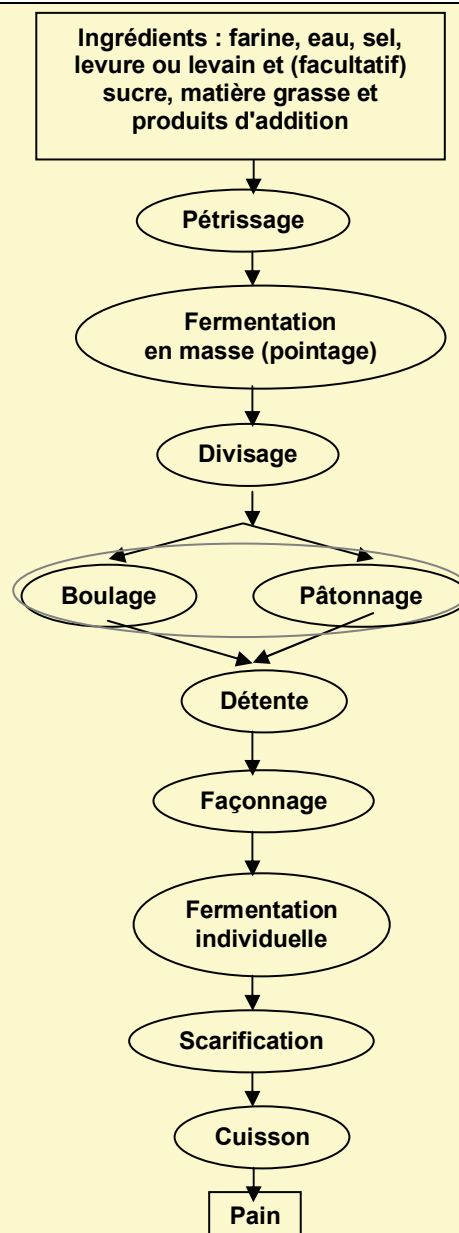 Ingrédients : farine, eau, sel,
levure ou levain et (facultatif)
sucre, matière grasse et
produits d'addition
Pétrissage
Fermentation
en masse (pointage)
Divisage
Boulage
Pâtonnage
Détente
Façonnage
Fermentation
individuelle
Scarification
Cuisson
Pain